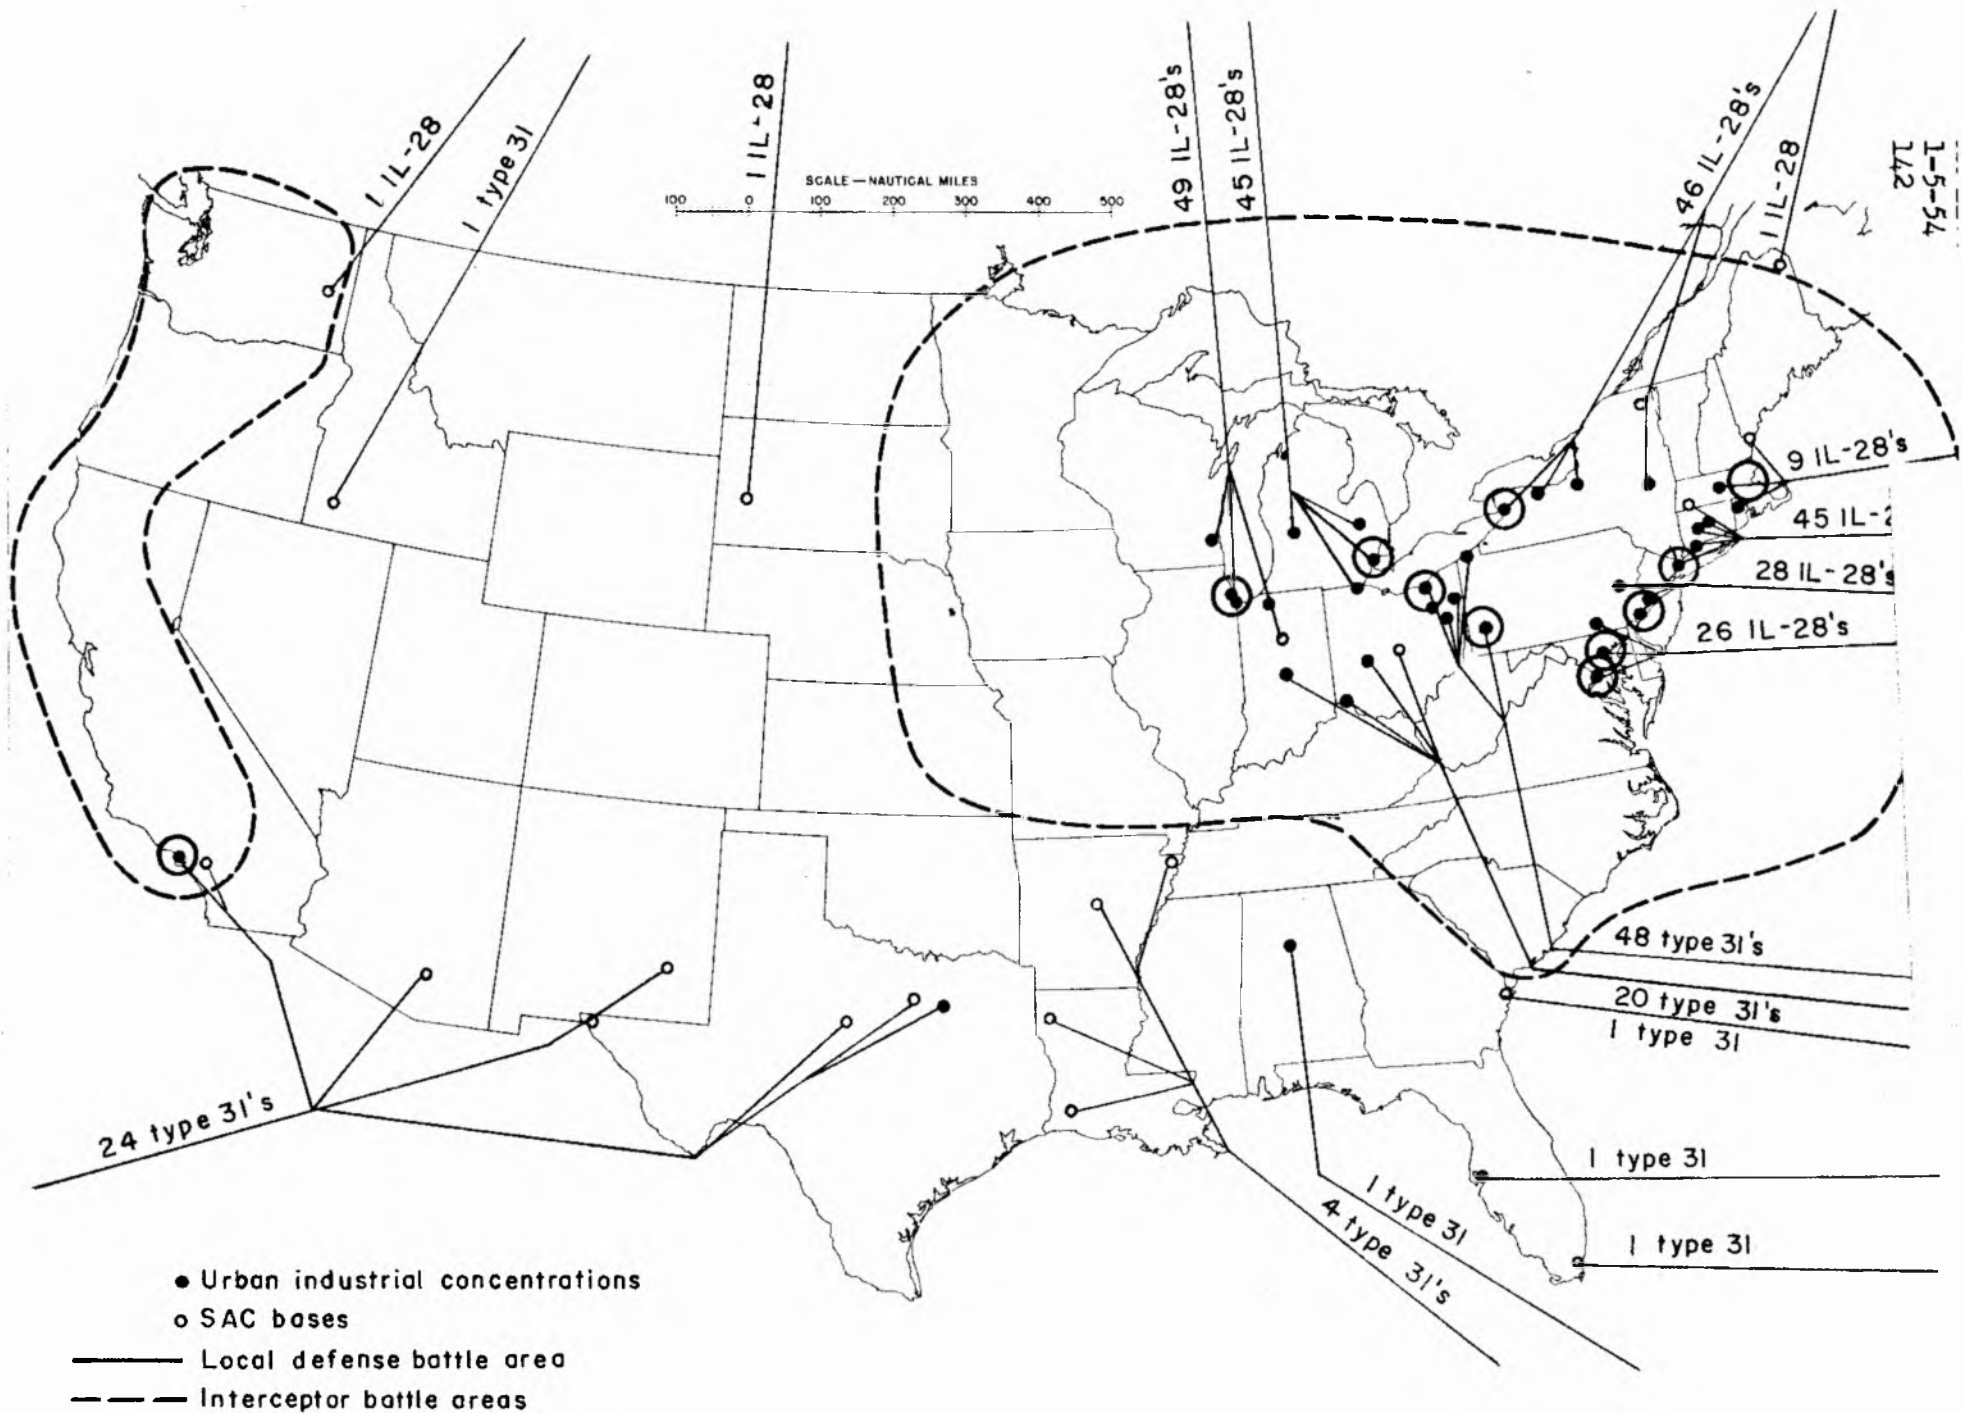 1 IL-28
1 type 31
1 IL-28
49 IL-28's
45 IL-28's
46 IL-28's
1 IL-28
1-5-54
142
SCALE—NAUTICAL MILES
100 0 100 200 300 400 500
9 IL-28's
45 IL-2
28 IL-28's
26 IL-28's
48 type 31's
20 type 31's
1 type 31
24 type 31's
1 type 31
1 type 31
4 type 31's
1 type 31
Urban industrial concentrations
SAC bases
Local defense battle area
Interceptor battle areas